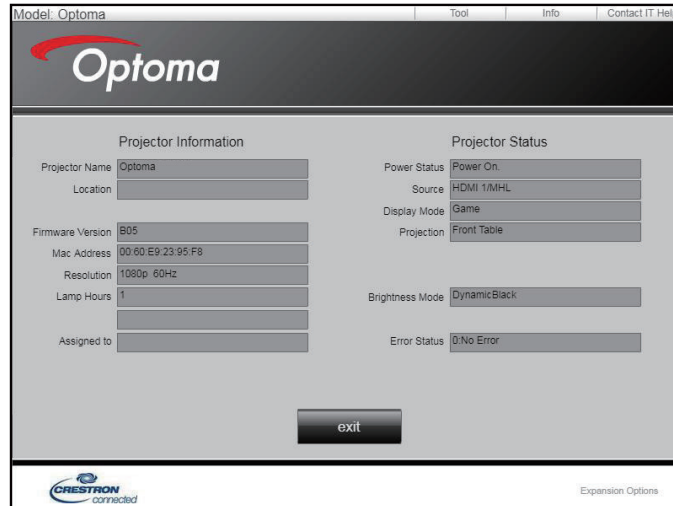 Model: Optoma
Tool
Info
Contact IT Hel
Optoma
Projector Information
Projector Name Optoma
Location
Firmware Version B05
Mac Address 00:60:E9:23:95:F8
Resolution 1080p 60Hz
Lamp Hours 1
Assigned to
Projector Status
Power Status Power On.
Source HDMI 1/MHL
Display Mode Game
Projection Front Table
Brightness Mode DynamicBlack
Error Status 0:No Error
exit
CRESTRON
connected
Expansion Options